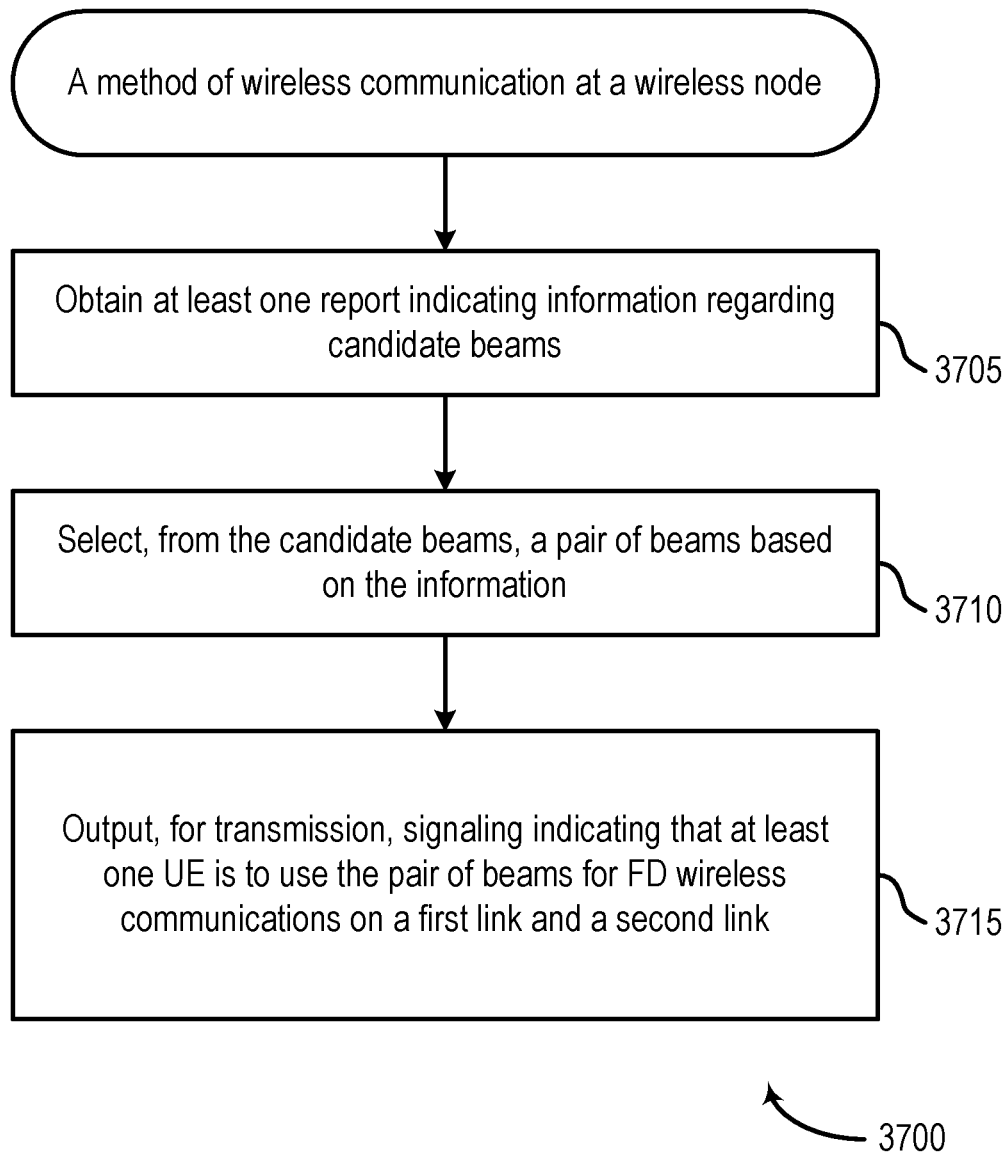 A method of wireless communication at a wireless node
Obtain at least one report indicating information regarding
candidate beams
3705
Select, from the candidate beams, a pair of beams based
on the information
3710
Output, for transmission, signaling indicating that at least
one UE is to use the pair of beams for FD wireless
communications on a first link and a second link
3715
3700